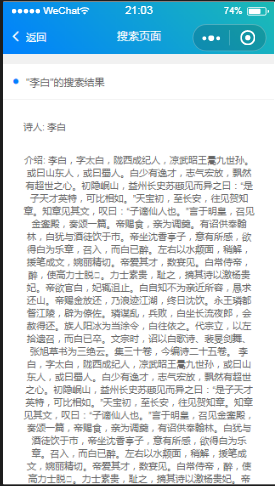 WeChat 21:03 74%
返回 搜索页面
“李白”的搜索结果
诗人: 李白
介绍: 李白，字太白，陇西成纪人，凉武昭王暠九世孙。
或曰山东人，或曰蜀人。白少有逸才，志气宏放，飘然
有超世之心。初隐岷山，益州长史苏颋见而异之曰：“是
子天才英特，可比相如。”天宝初，至长安，往见贺知
章。知章见其文，叹曰：“子谪仙人也。”言于明皇，召见
金銮殿，奏颂一篇。帝赐食，亲为调羹。有诏供奉翰
林，白犹与酒徒饮于市。帝坐沈香亭子，意有所感，欲
得白为乐章，召入，而白已醉。左右以水颒面，稍解，
援笔成文，婉丽精切。帝爱其才，数宴见。白常侍帝，
醉，使高力士脱。力士素贵，耻之，摘其诗以激杨贵
妃。帝欲官白，妃辄沮止。白自知不为亲近所容，恳求
还山。帝赐金放还，乃浪迹江湖，终日沈饮。永王璘都
督江陵，辟为僚佐。璘谋乱，兵败，白坐长流夜郎，会
赦得还。族人阳冰为当涂令，白往依之。代宗立，以左
拾遗召，而白已卒。文宗时，诏以白歌诗、裴旻剑舞、
张旭草书为三绝云。集三十卷，今编诗二十五卷。 李
白，字太白，陇西成纪人，凉武昭王暠九世孙，或曰山
东人，或曰蜀人。白少有逸才，志气宏放，飘然有超世
之心。初隐岷山，益州长史苏颋见而异之曰：“是子天才
英特，可比相如。”天宝初，至长安，往见贺知章。知章
见其文，叹曰：“子谪仙人也。”言于明皇，召见金銮殿，
奏颂一篇。帝赐食，亲为调羹，有诏供奉翰林。白犹与
酒徒饮于市，帝坐沈香亭子，意有所感，欲得白为乐
章。召入，而白已醉。左右以水颒面，稍解，援笔成
文，婉丽精切。帝爱其才，数宴见。白常侍帝，醉，使
高力士脱。力士素贵，耻之，摘其诗以激杨贵妃。帝